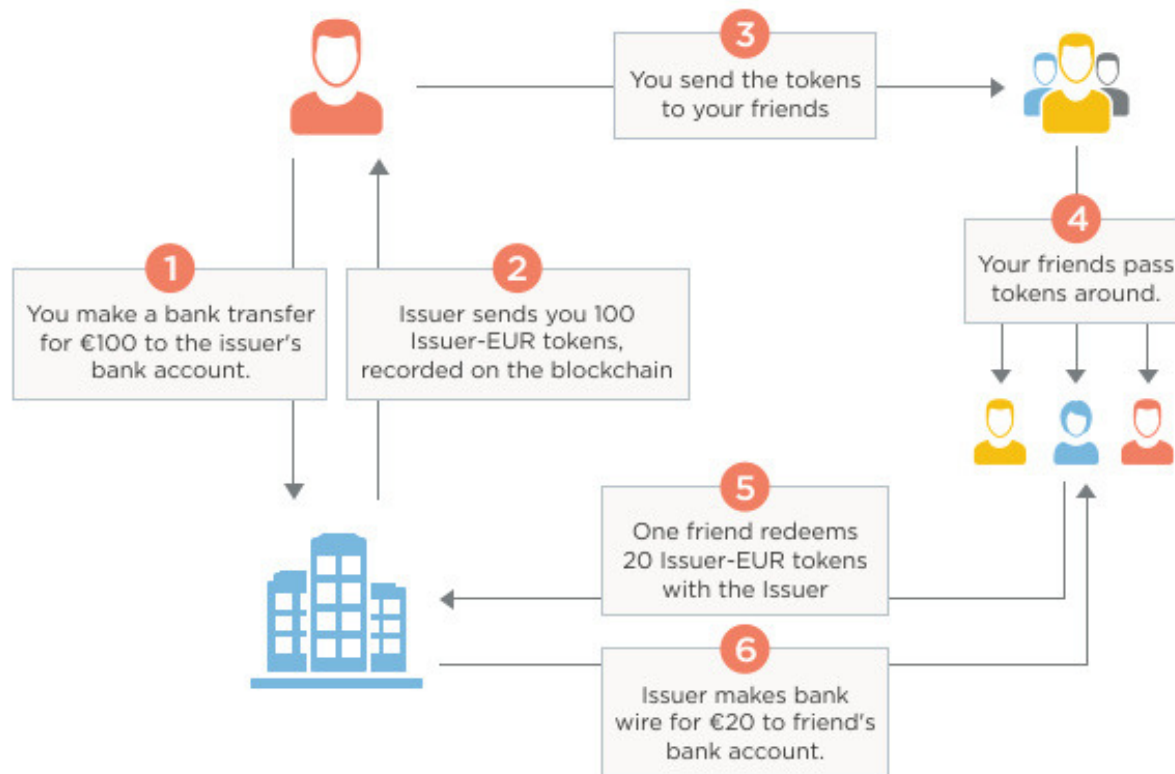 3
You send the tokens
to your friends
4
Your friends pass
tokens around.
1
You make a bank transfer
for €100 to the issuer's
bank account.
2
Issuer sends you 100
Issuer-EUR tokens,
recorded on the blockchain
5
One friend redeems
20 Issuer-EUR tokens
with the Issuer
6
Issuer makes bank
wire for €20 to friend's
bank account.